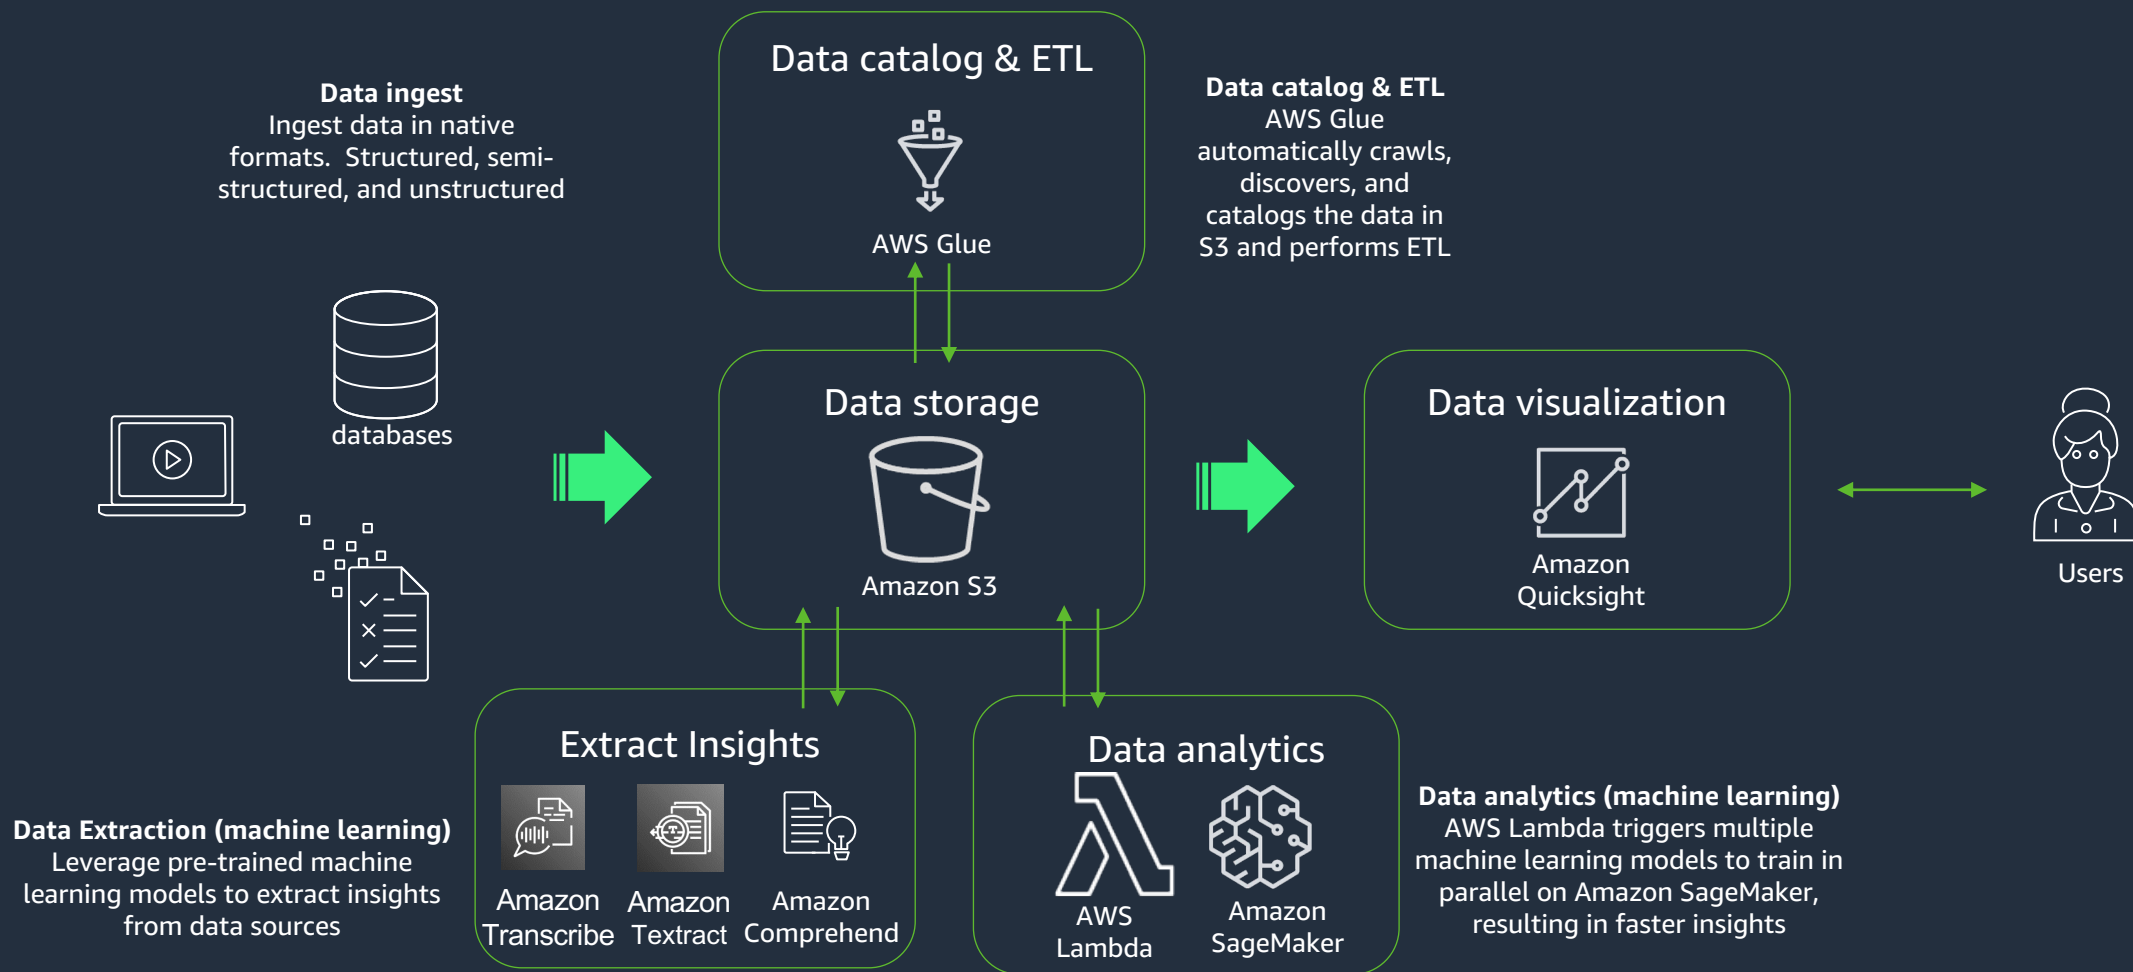 Data catalog & ETL
AWS Glue
Data ingest
Ingest data in native
formats.  Structured, semi-
structured, and unstructured
Data catalog & ETL
AWS Glue
automatically crawls,
discovers, and
catalogs the data in
S3 and performs ETL
databases
Data storage
Amazon S3
Data visualization
Amazon
Quicksight
Users
Extract Insights
Amazon
Transcribe
Amazon
Textract
Amazon
Comprehend
Data analytics
AWS
Lambda
Amazon
SageMaker
Data Extraction (machine learning)
Leverage pre-trained machine
learning models to extract insights
from data sources
Data analytics (machine learning)
AWS Lambda triggers multiple
machine learning models to train in
parallel on Amazon SageMaker,
resulting in faster insights